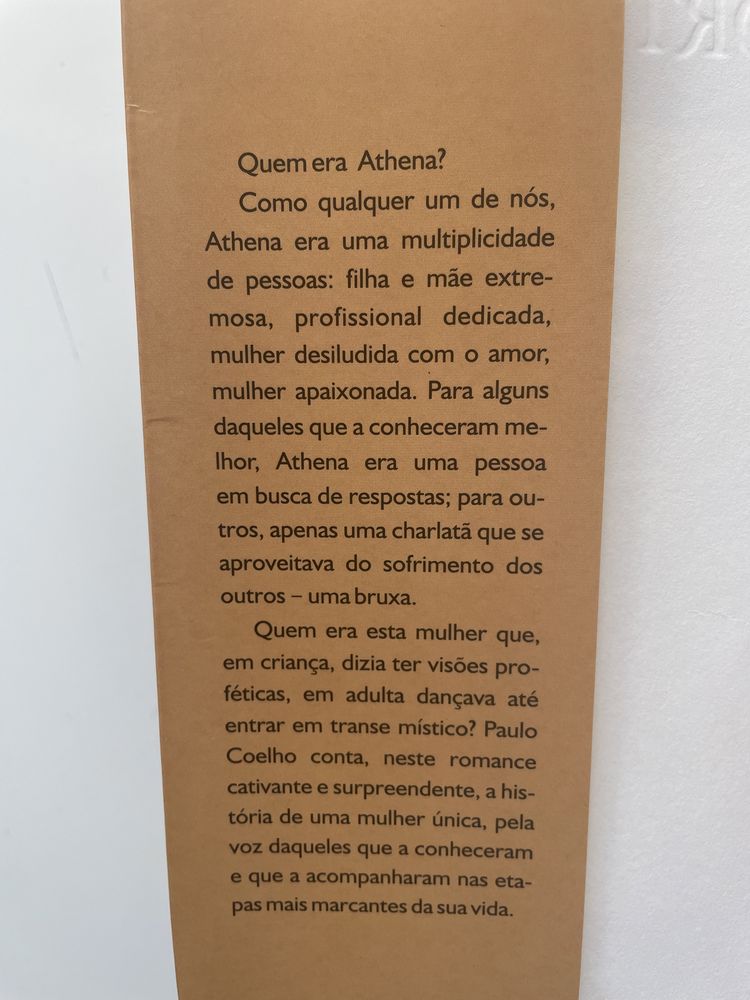 Quem era Athena?
Como qualquer um de nós,
Athena era uma multiplicidade
de pessoas: filha e mãe extre-
mosa, profissional dedicada,
mulher desiludida com o amor,
mulher apaixonada. Para alguns
daqueles que a conheceram me-
lhor, Athena era uma pessoa
em busca de respostas; para ou-
tros, apenas uma charlatã que se
aproveitava do sofrimento dos
outros – uma bruxa.
Quem era esta mulher que,
em criança, dizia ter visões pro-
féticas, em adulta dançava até
entrar em transe místico? Paulo
Coelho conta, neste romance
cativante e surpreendente, a his-
tória de uma mulher única, pela
voz daqueles que a conheceram
e que a acompanharam nas eta-
pas mais marcantes da sua vida.